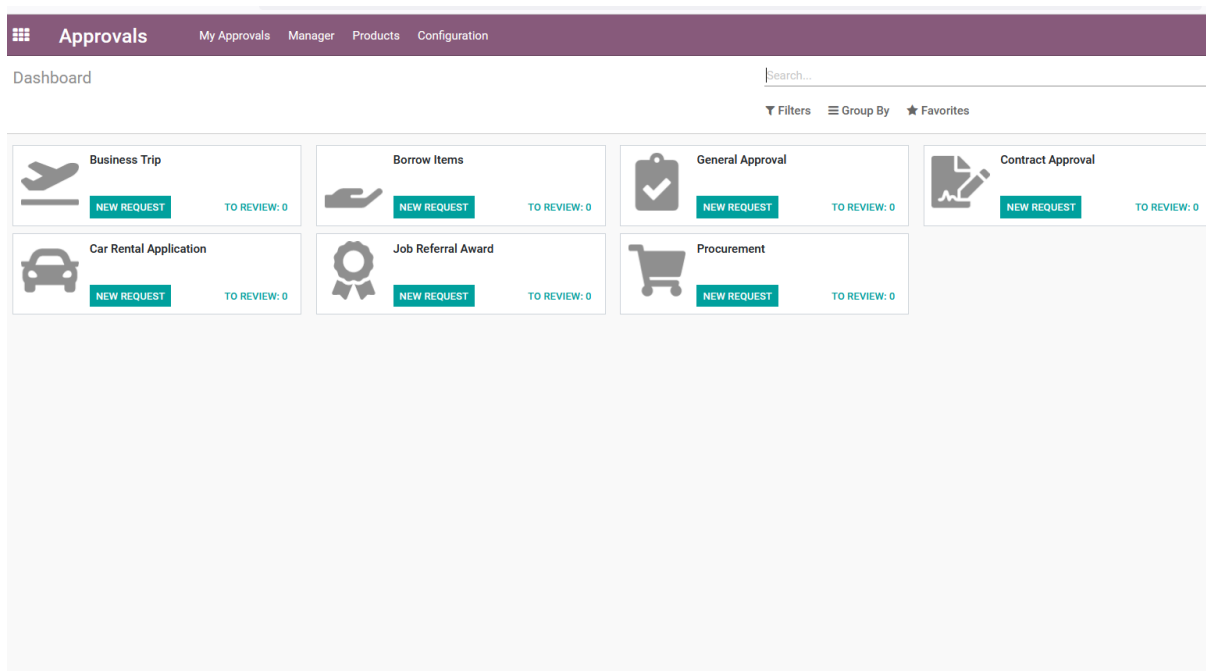 Approvals My Approvals Manager Products Configuration
Dashboard Search...
Filters Group By Favorites
Business Trip
NEW REQUEST TO REVIEW: 0
Borrow Items
NEW REQUEST TO REVIEW: 0
General Approval
NEW REQUEST TO REVIEW: 0
Contract Approval
NEW REQUEST TO REVIEW: 0
Car Rental Application
NEW REQUEST TO REVIEW: 0
Job Referral Award
NEW REQUEST TO REVIEW: 0
Procurement
NEW REQUEST TO REVIEW: 0